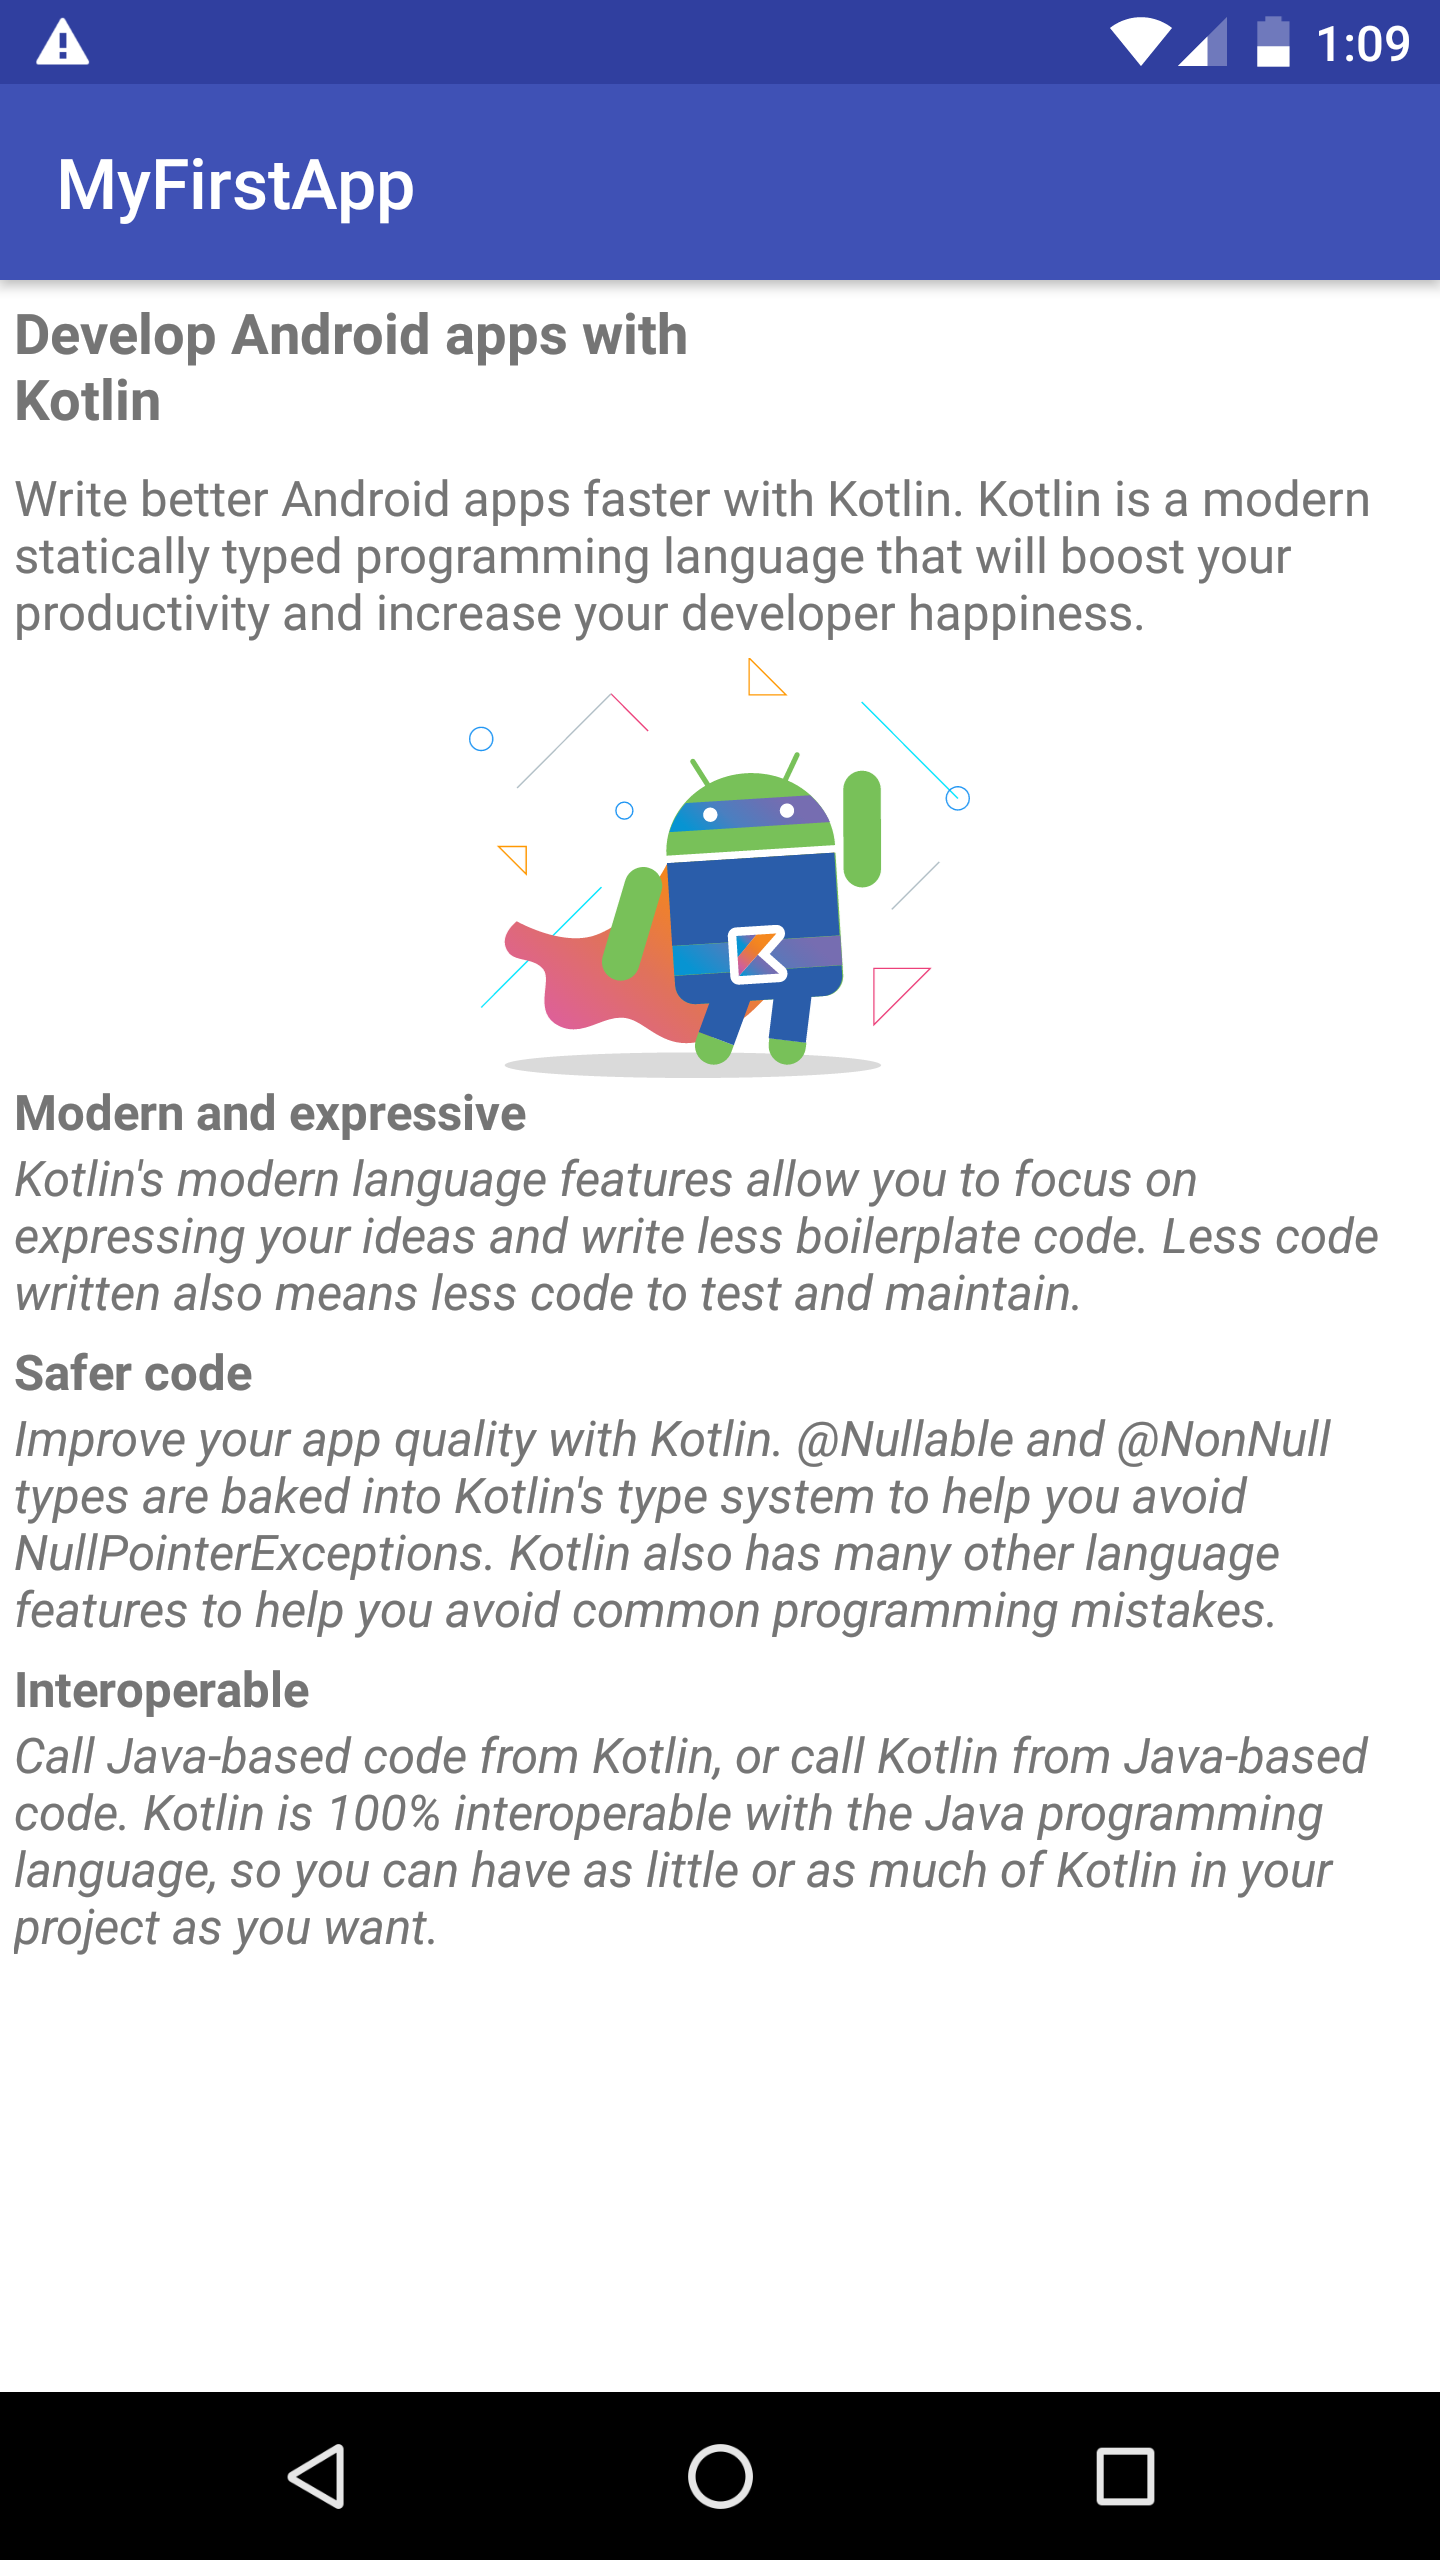 1:09
MyFirstApp
Develop Android apps with
Kotlin
Write better Android apps faster with Kotlin. Kotlin is a modern
statically typed programming language that will boost your
productivity and increase your developer happiness.
Modern and expressive
Kotlin's modern language features allow you to focus on
expressing your ideas and write less boilerplate code. Less code
written also means less code to test and maintain.
Safer code
Improve your app quality with Kotlin. @Nullable and @NonNull
types are baked into Kotlin's type system to help you avoid
NullPointerExceptions. Kotlin also has many other language
features to help you avoid common programming mistakes.
Interoperable
Call Java-based code from Kotlin, or call Kotlin from Java-based
code. Kotlin is 100% interoperable with the Java programming
language, so you can have as little or as much of Kotlin in your
project as you want.